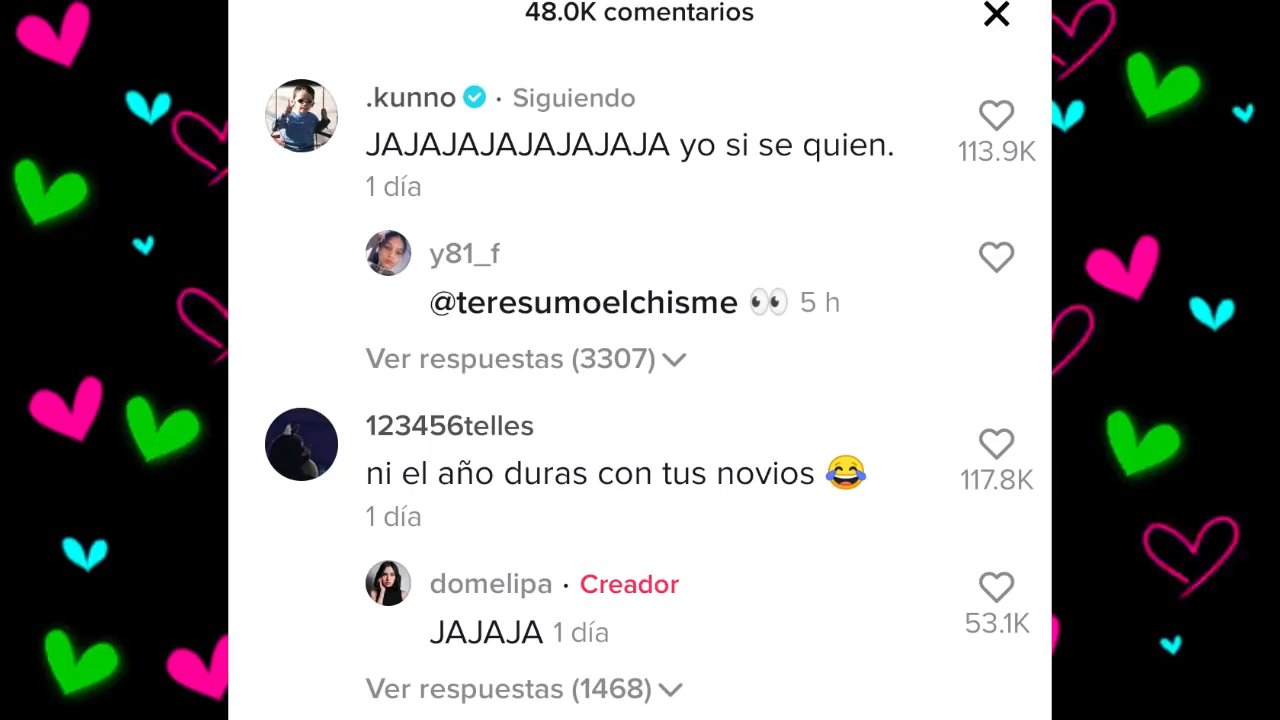 48.0K comentarios
.kunno · Siguiendo
JAJAJAJAJAJAJAJA yo si se quien.
113.9K
1 día
y81_f
@teresumoelchisme 👀 5 h
Ver respuestas (3307)
123456telles
ni el año duras con tus novios 😂
117.8K
1 día
domelipa · Creador
JAJAJA 1 día
53.1K
Ver respuestas (1468)